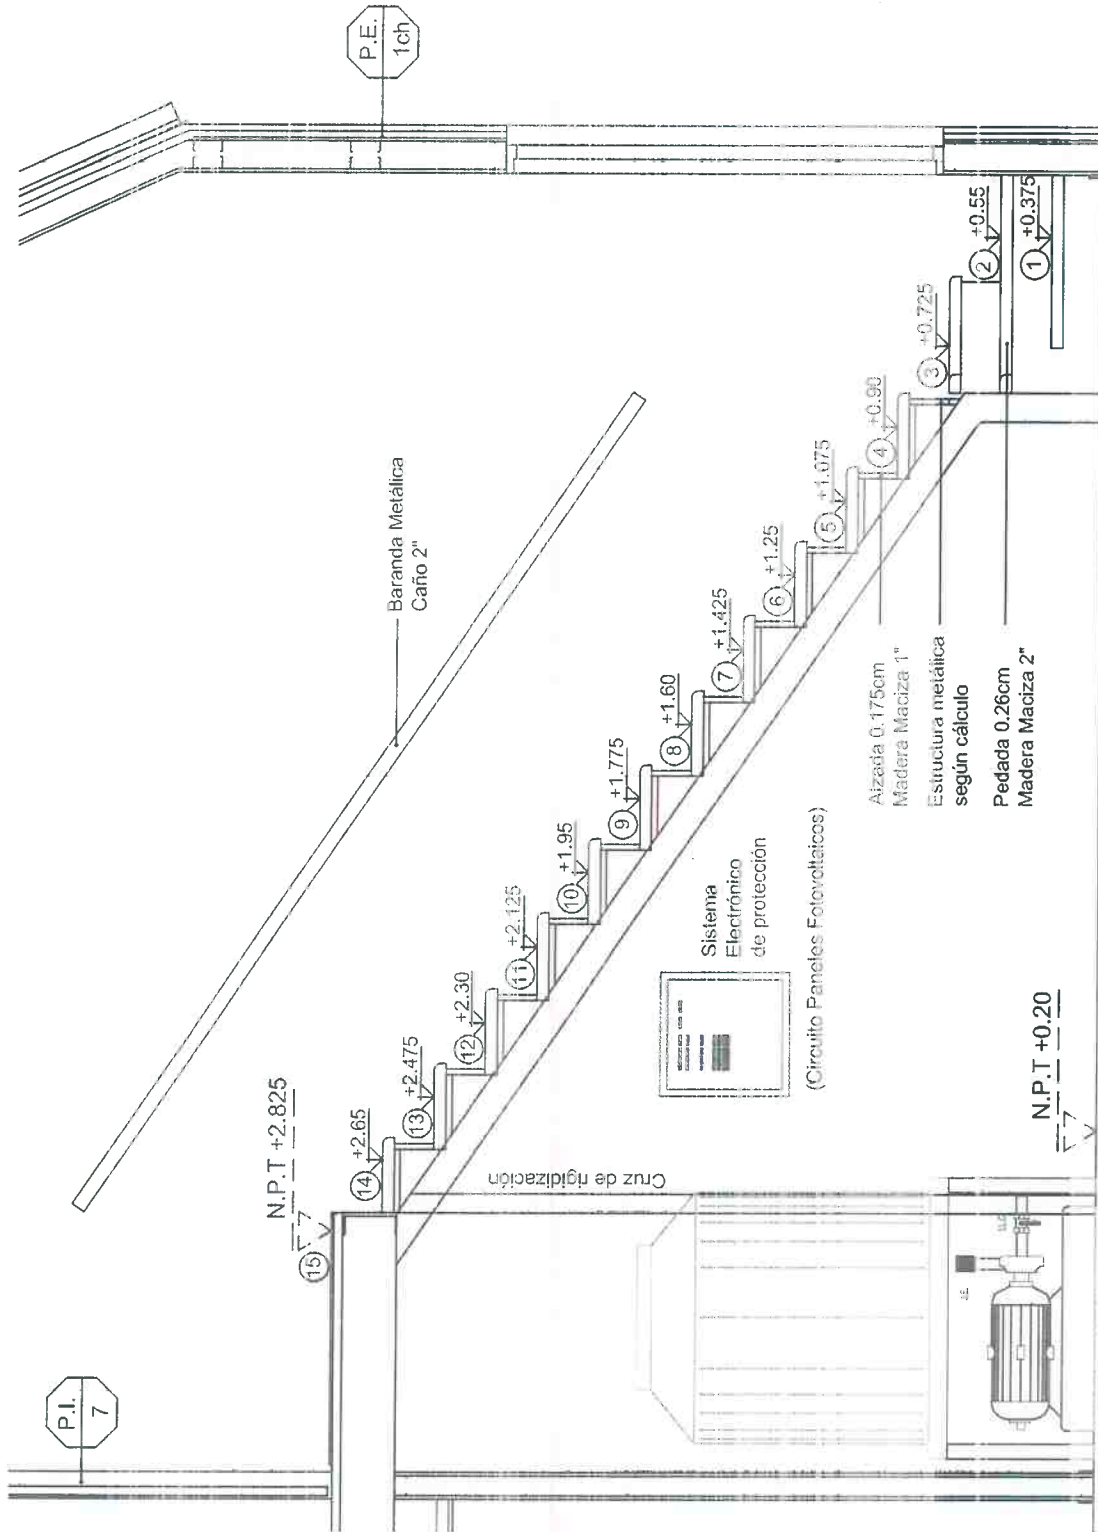 P.I.
7
P.E.
1ch
Baranda Metálica
Caño 2"
N.P.T +2.825
15
14
+2.65
13
+2.475
12
+2.30
11
+2.125
10
+1.95
9
+1.775
8
+1.60
7
+1.425
6
+1.25
5
+1.075
4
+0.90
3
+0.725
2
+0.55
1
+0.375
Cruz de rigidización
Sistema
Electrónico
de protección
(Circuito Paneles Fotovoltaicos)
Alzada 0.175cm
Madera Maciza 1"
Estructura metálica
según cálculo
Pedada 0.26cm
Madera Maciza 2"
N.P.T +0.20